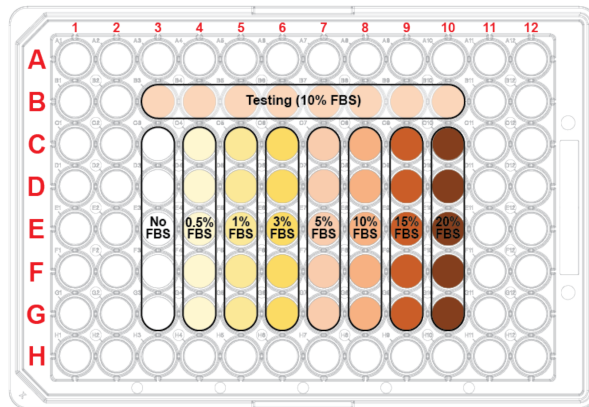 1 2 3 4 5 6 7 8 9 10 11 12
A
B Testing (10% FBS)
C
D
E No FBS 0.5% FBS 1% FBS 3% FBS 5% FBS 10% FBS 15% FBS 20% FBS
F
G
H